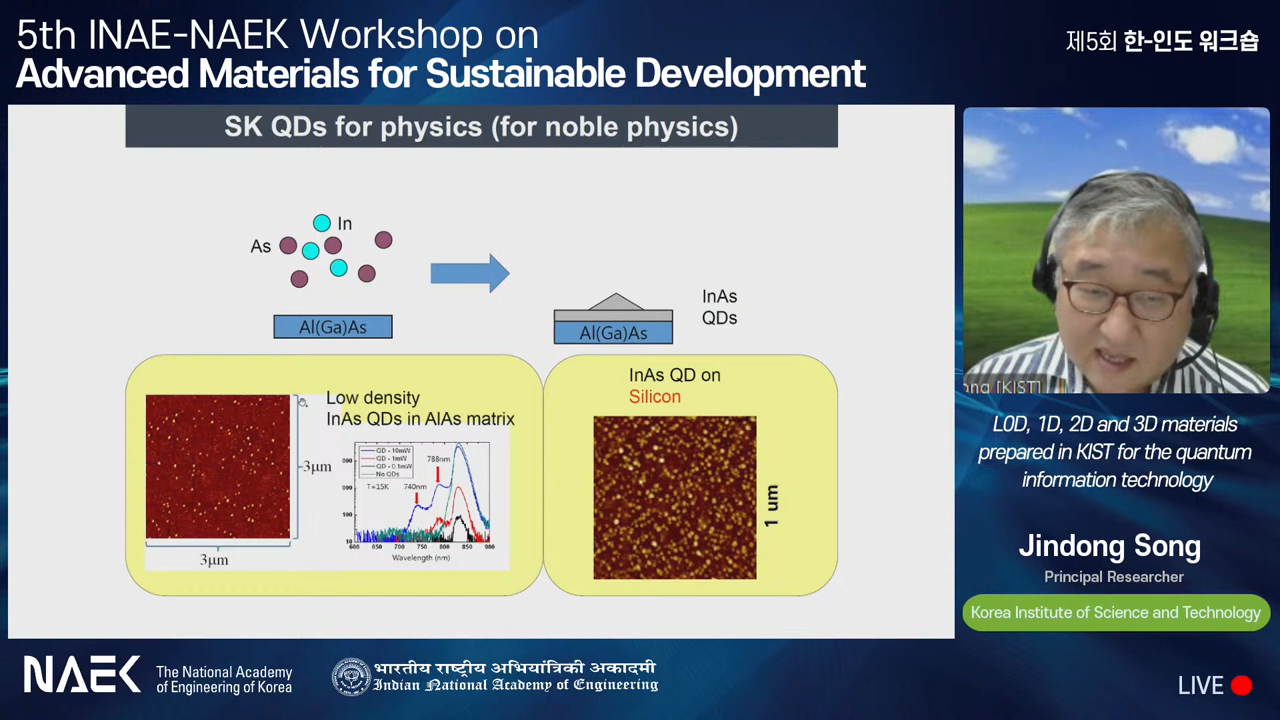 5th INAE-NAEK Workshop on
Advanced Materials for Sustainable Development
제5회 한-인도 워크숍
SK QDs for physics (for noble physics)
In
As
Al(Ga)As
InAs
QDs
Al(Ga)As
Low density
InAs QDs in AlAs matrix
3μm
3μm
QD - 10mW
QD - 1mW
QD - 0.1mW
No QDs
T=15K
740nm
788nm
600 650 700 750 800 850 900
Wavelength (nm)
InAs QD on
Silicon
1 um
ong [KIST]
L0D, 1D, 2D and 3D materials
prepared in KIST for the quantum
information technology
Jindong Song
Principal Researcher
Korea Institute of Science and Technology
NAEK
The National Academy
of Engineering of Korea
भारतीय राष्ट्रीय अभियांत्रिकी अकादमी
Indian National Academy of Engineering
LIVE